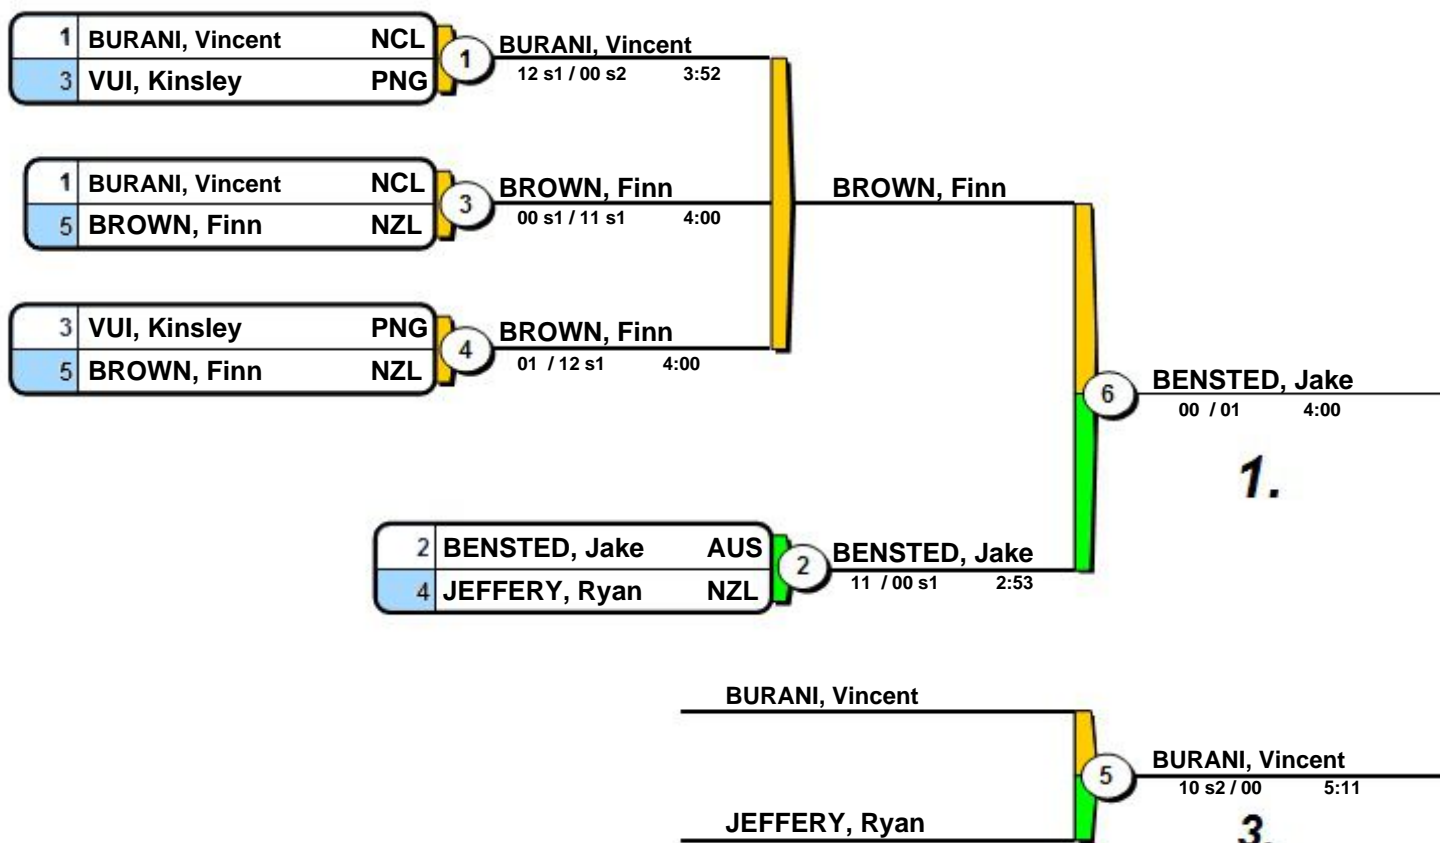 1 BURANI, Vincent NCL
3 VUI, Kinsley PNG
1
BURANI, Vincent
12 s1 / 00 s2 3:52
1 BURANI, Vincent NCL
5 BROWN, Finn NZL
3
BROWN, Finn
00 s1 / 11 s1 4:00
BROWN, Finn
3 VUI, Kinsley PNG
5 BROWN, Finn NZL
4
BROWN, Finn
01 / 12 s1 4:00
6
BENSTED, Jake
00 / 01 4:00
1.
2 BENSTED, Jake AUS
4 JEFFERY, Ryan NZL
2
BENSTED, Jake
11 / 00 s1 2:53
BURANI, Vincent
5
BURANI, Vincent
10 s2 / 00 5:11
JEFFERY, Ryan
3.